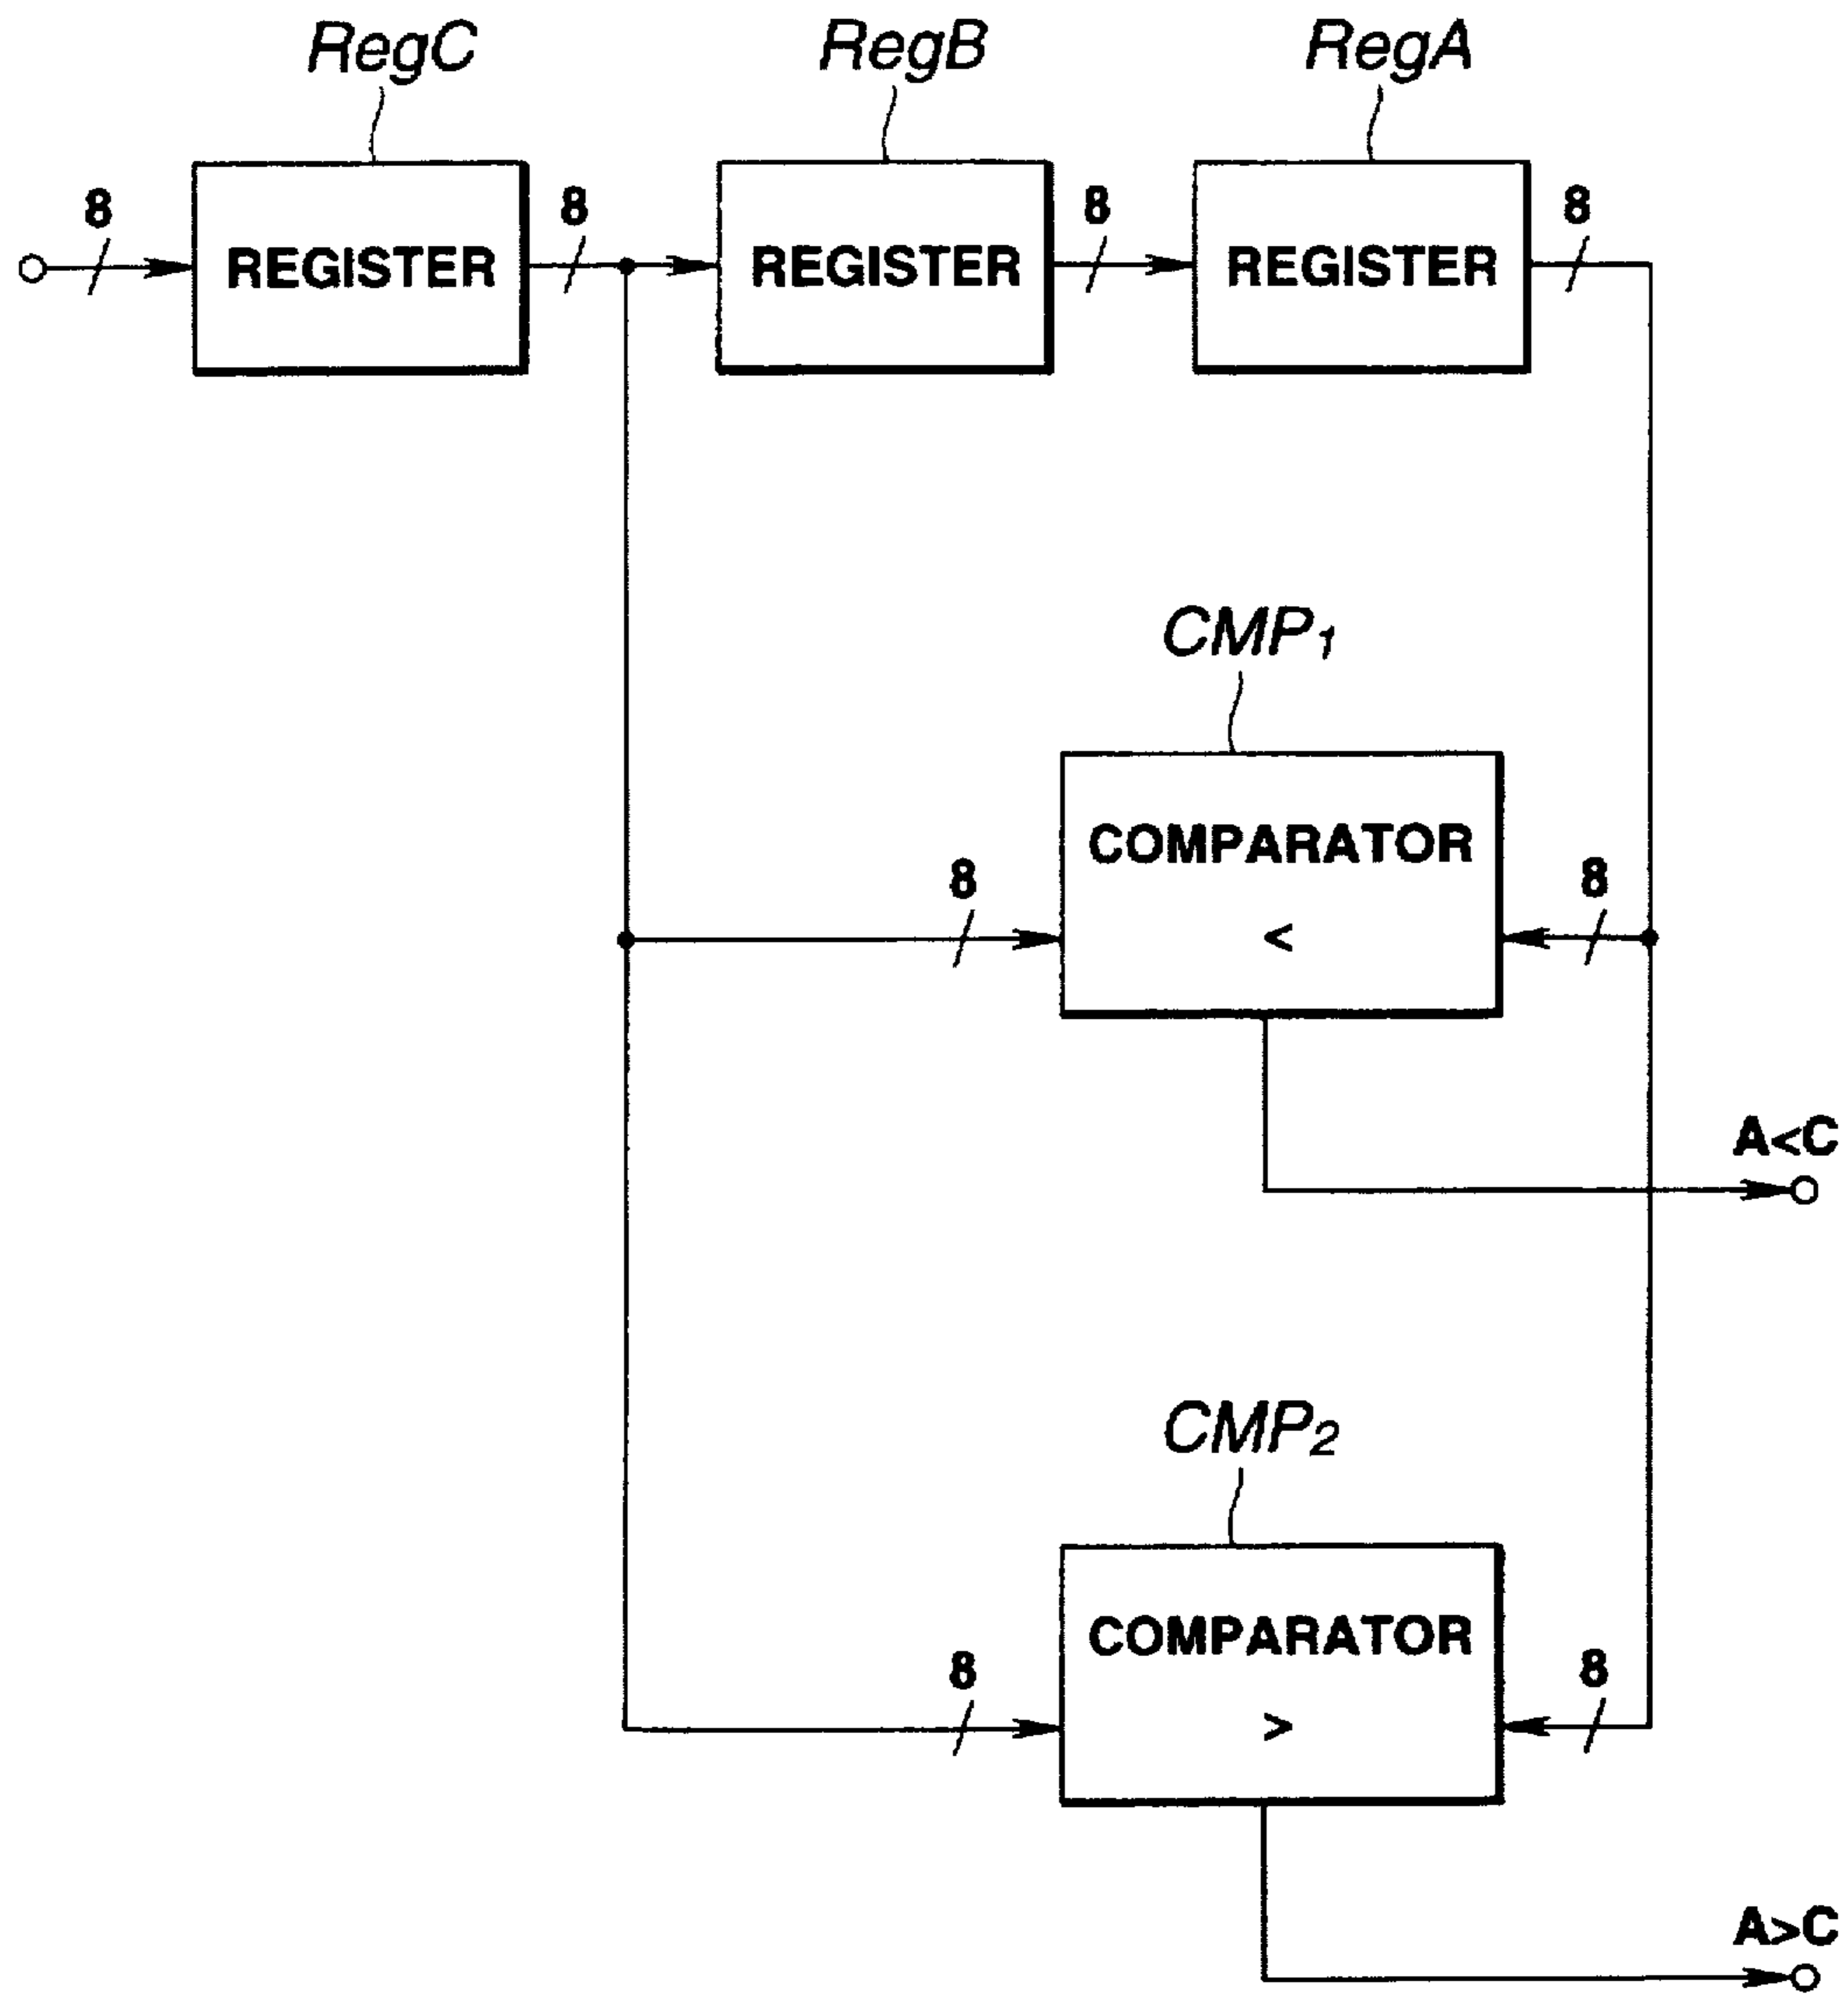 RegC RegB RegA
8 8 8 8
REGISTER REGISTER REGISTER
CMP1
COMPARATOR
8 < 8
A<C
CMP2
COMPARATOR
8 > 8
A>C